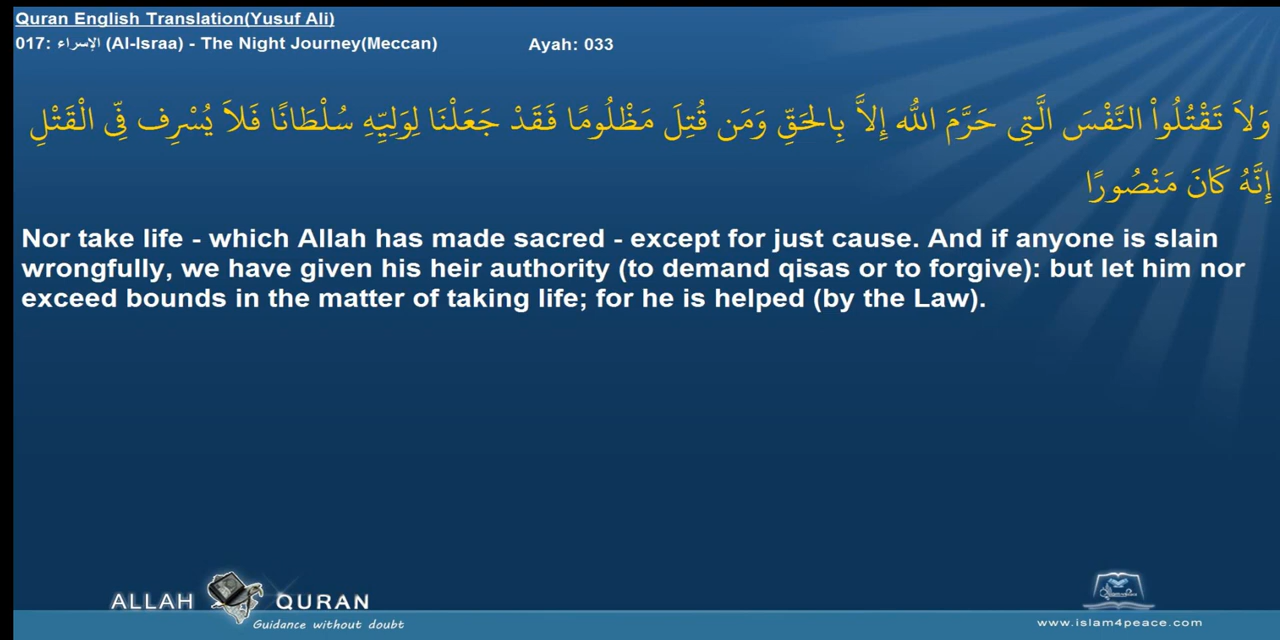 Quran English Translation(Yusuf Ali)
017: الإسراء (Al-Israa) - The Night Journey(Meccan) Ayah: 033
وَلاَ تَقْتُلُواْ النَّفْسَ الَّتِى حَرَّمَ اللَّه إِلاَّ بِالحَقِّ وَمَن قُتِلَ مَظْلُومًا فَقَدْ جَعَلْنَا لِوَلِيِّهِ سُلْطَانًا فَلاَ يُسْرِف فِّى الْقَتْلِ
إِنَّهُ كَانَ مَنْصُورًا
Nor take life - which Allah has made sacred - except for just cause. And if anyone is slain
wrongfully, we have given his heir authority (to demand qisas or to forgive): but let him nor
exceed bounds in the matter of taking life; for he is helped (by the Law).
ALLAH QURAN
Guidance without doubt
www.islam4peace.com